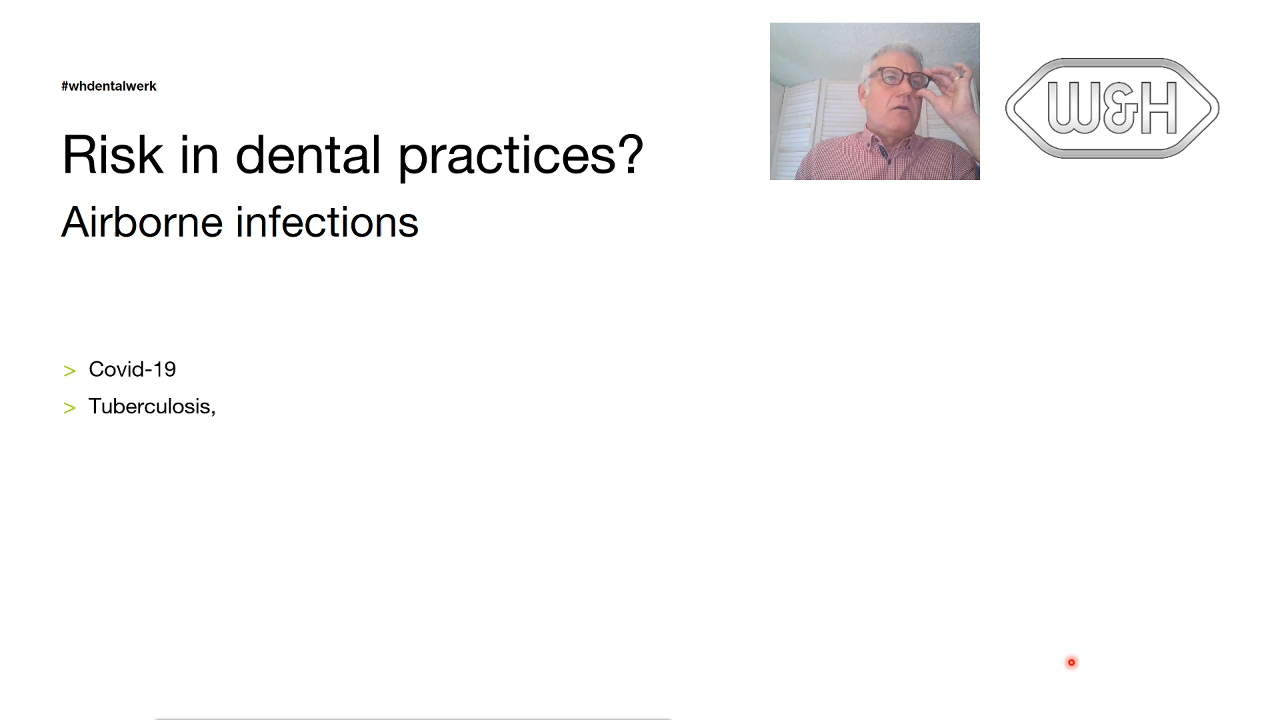 #whdentalwerk
W&H
Risk in dental practices?
Airborne infections
> Covid-19
> Tuberculosis,